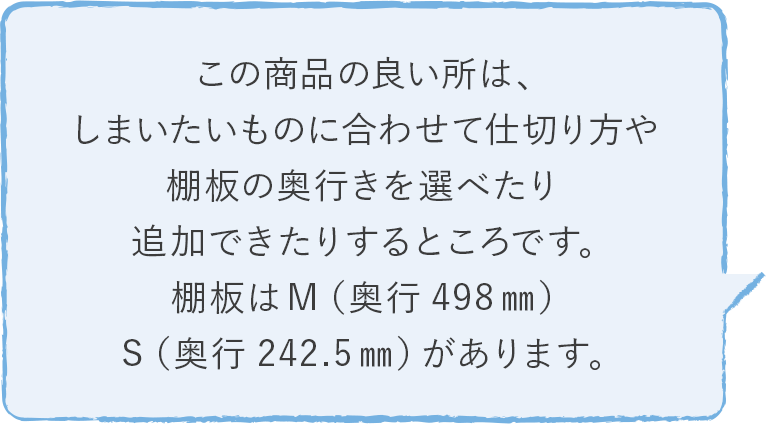 この商品の良い所は、
しまいたいものに合わせて仕切り方や
棚板の奥行きを選べたり
追加できたりするところです。
棚板はM（奥行 498㎜）
S（奥行 242.5㎜）があります。